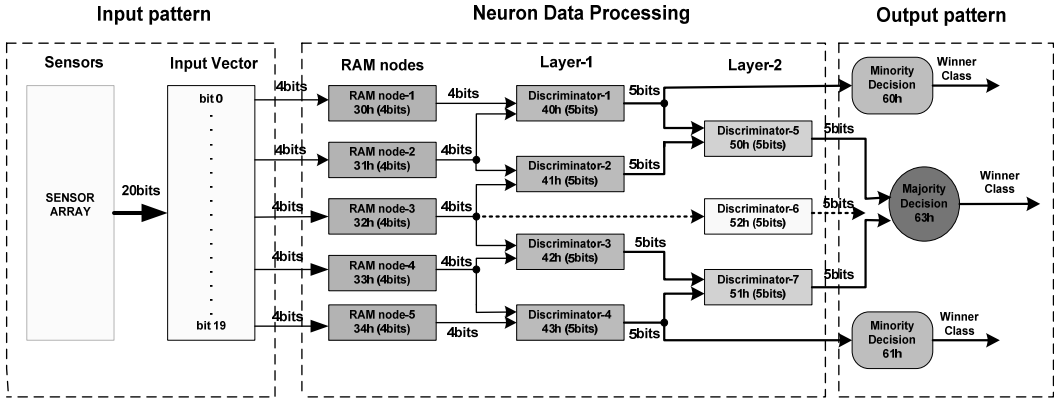 Input pattern
Neuron Data Processing
Output pattern
Sensors
Input Vector
RAM nodes
Layer-1
Layer-2
SENSOR
ARRAY
20bits
bit 0
bit 19
4bits
4bits
4bits
4bits
4bits
RAM node-1
30h (4bits)
RAM node-2
31h (4bits)
RAM node-3
32h (4bits)
RAM node-4
33h (4bits)
RAM node-5
34h (4bits)
4bits
4bits
4bits
4bits
4bits
Discriminator-1
40h (5bits)
Discriminator-2
41h (5bits)
Discriminator-3
42h (5bits)
Discriminator-4
43h (5bits)
5bits
5bits
5bits
5bits
Discriminator-5
50h (5bits)
Discriminator-6
52h (5bits)
Discriminator-7
51h (5bits)
5bits
5bits
5bits
Minority
Decision
60h
Winner
Class
Majority
Decision
63h
Winner
Class
Minority
Decision
61h
Winner
Class